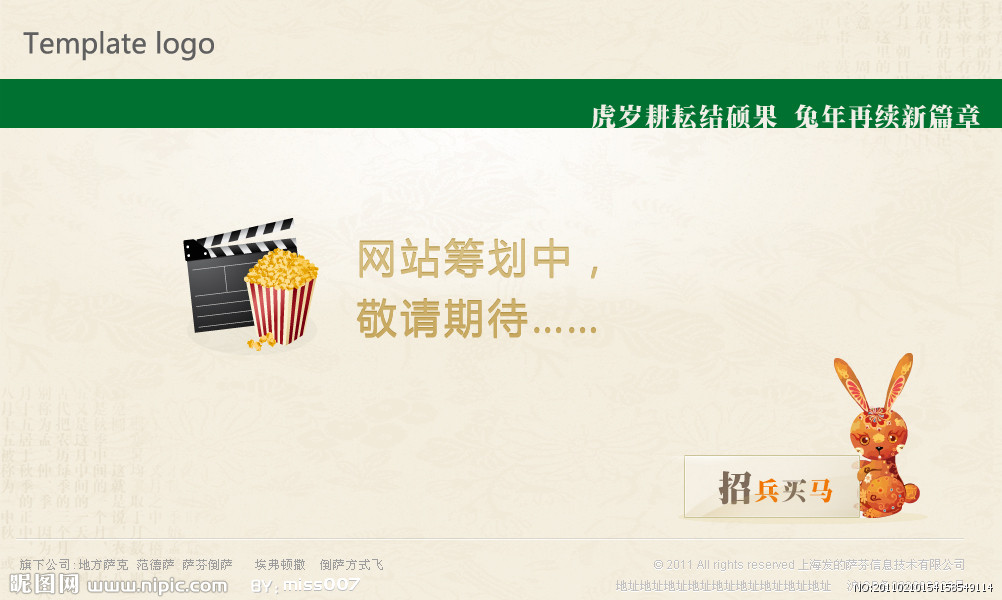 Template logo
虎岁耕耘结硕果 兔年再续新篇章
网站筹划中，
敬请期待……
招兵买马
旗下公司:地方萨克 范德萨 萨芬倒萨 埃弗顿撒 倒萨方式飞
© 2011 All rights reserved 上海发的萨芬信息技术有限公司
昵图网 www.nipic.com BY:miss007
地址地址地址地址地址地址地址地址地址
NO:20110210154158549114